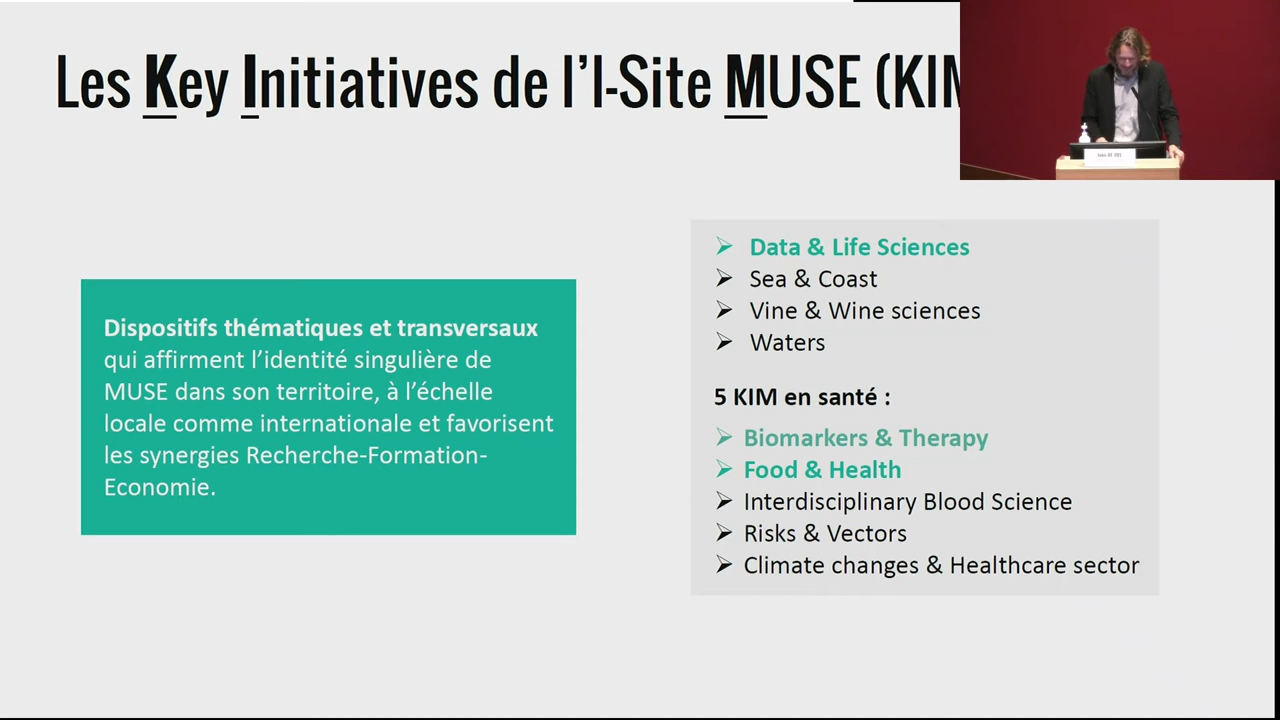 Les Key Initiatives de l’I-Site MUSE (KIM
Dispositifs thématiques et transversaux
qui affirment l’identité singulière de
MUSE dans son territoire, à l’échelle
locale comme internationale et favorisent
les synergies Recherche-Formation-
Economie.
Data & Life Sciences
Sea & Coast
Vine & Wine sciences
Waters
5 KIM en santé :
Biomarkers & Therapy
Food & Health
Interdisciplinary Blood Science
Risks & Vectors
Climate changes & Healthcare sector